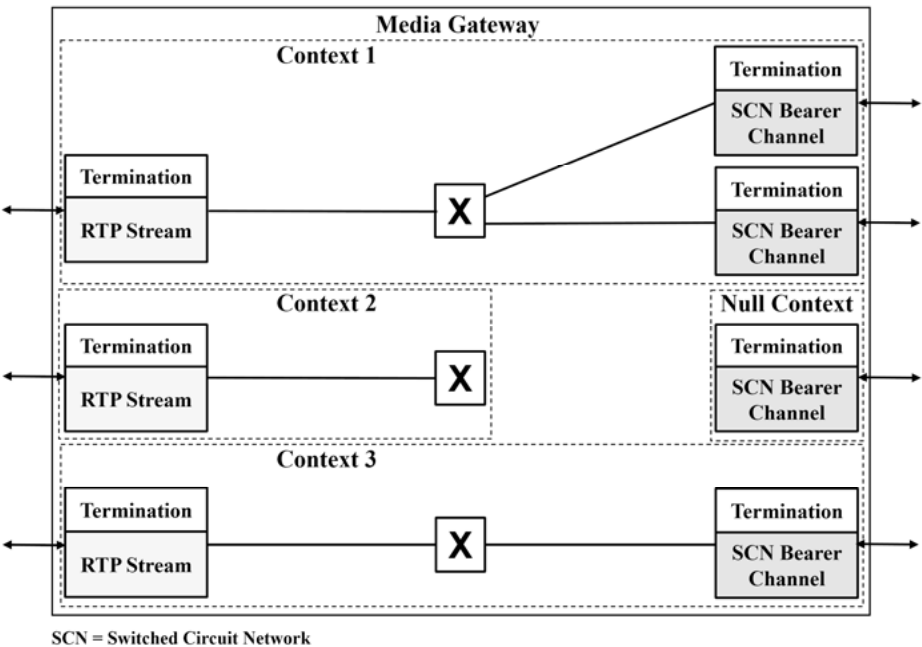 Media Gateway
Context 1
Termination
SCN Bearer
Channel
Termination
RTP Stream
X
Termination
SCN Bearer
Channel
Context 2
Null Context
Termination
RTP Stream
X
Termination
SCN Bearer
Channel
Context 3
Termination
RTP Stream
X
Termination
SCN Bearer
Channel
SCN = Switched Circuit Network